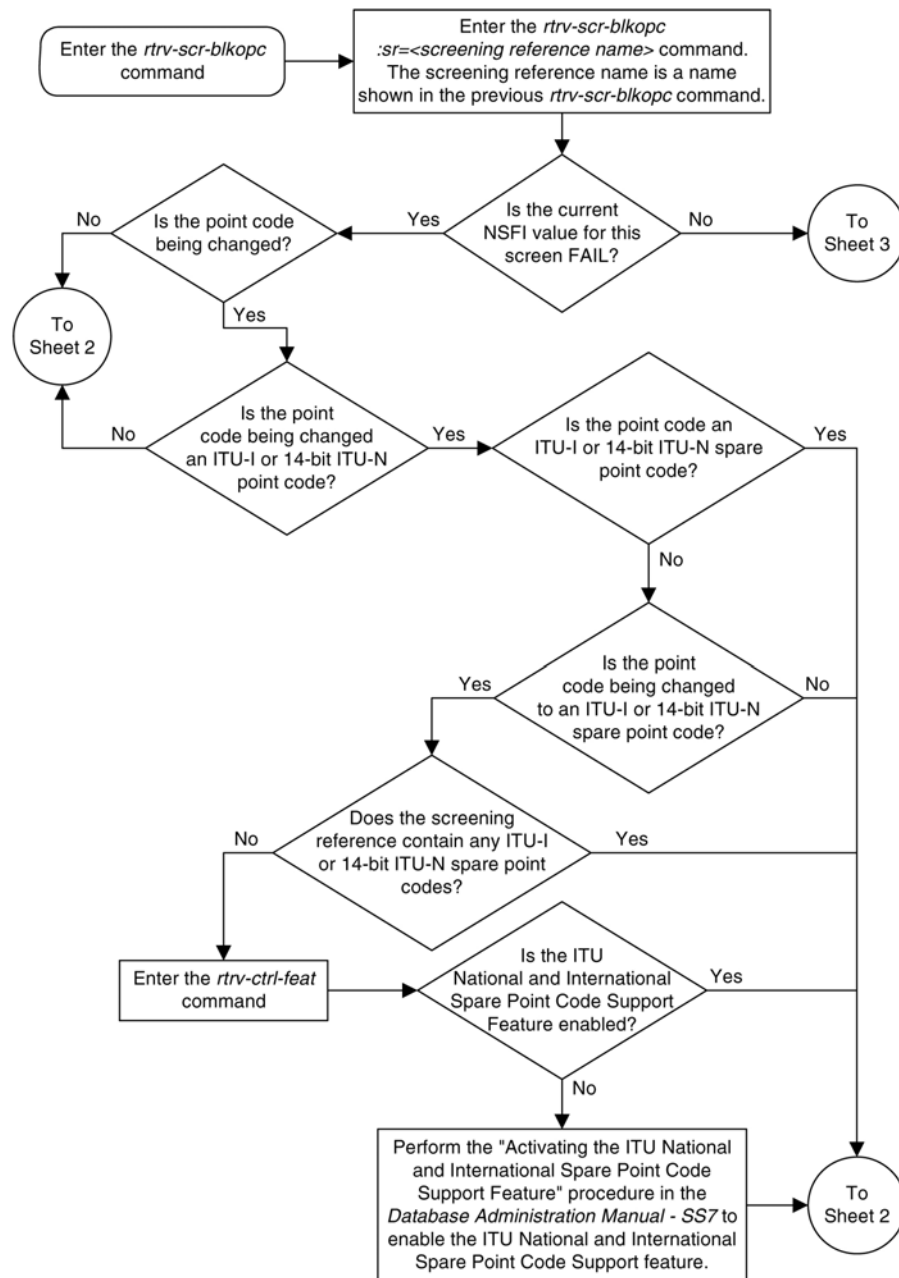 Enter the rtrv-scr-blkopc
command
Enter the rtrv-scr-blkopc
:sr=<screening reference name> command.
The screening reference name is a name
shown in the previous rtrv-scr-blkopc command.
Is the current
NSFI value for this
screen FAIL?
Yes
No
To
Sheet 3
Is the point code
being changed?
No
Yes
To
Sheet 2
Is the point
code being changed
an ITU-I or 14-bit ITU-N
point code?
No
Yes
Is the point code an
ITU-I or 14-bit ITU-N spare
point code?
Yes
No
Is the point
code being changed
to an ITU-I or 14-bit ITU-N
spare point code?
Yes
No
Does the screening
reference contain any ITU-I
or 14-bit ITU-N spare point
codes?
No
Yes
Enter the rtrv-ctrl-feat
command
Is the ITU
National and International
Spare Point Code Support
Feature enabled?
Yes
No
Perform the "Activating the ITU National
and International Spare Point Code
Support Feature" procedure in the
Database Administration Manual - SS7 to
enable the ITU National and International
Spare Point Code Support feature.
To
Sheet 2